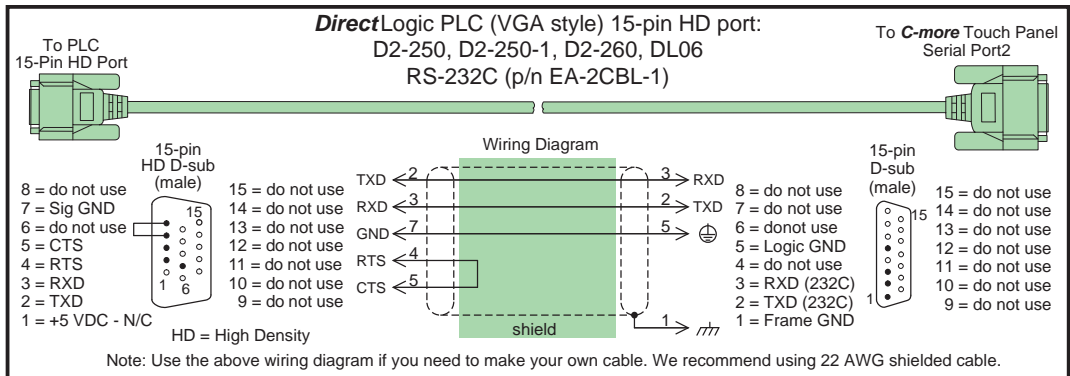 DirectLogic PLC (VGA style) 15-pin HD port:
D2-250, D2-250-1, D2-260, DL06
RS-232C (p/n EA-2CBL-1)
To PLC
15-Pin HD Port
To C-more Touch Panel
Serial Port2
Wiring Diagram
15-pin
HD D-sub
(male)
8 = do not use
7 = Sig GND
6 = do not use
5 = CTS
4 = RTS
3 = RXD
2 = TXD
1 = +5 VDC - N/C
15
1
6
HD = High Density
15 = do not use
14 = do not use
13 = do not use
12 = do not use
11 = do not use
10 = do not use
9 = do not use
TXD 2 3 RXD
RXD 3 2 TXD
GND 7 5
RTS 4
CTS 5
1
shield
8 = do not use
7 = do not use
6 = donot use
5 = Logic GND
4 = do not use
3 = RXD (232C)
2 = TXD (232C)
1 = Frame GND
15-pin
D-sub
(male)
15
1
15 = do not use
14 = do not use
13 = do not use
12 = do not use
11 = do not use
10 = do not use
9 = do not use
Note: Use the above wiring diagram if you need to make your own cable. We recommend using 22 AWG shielded cable.